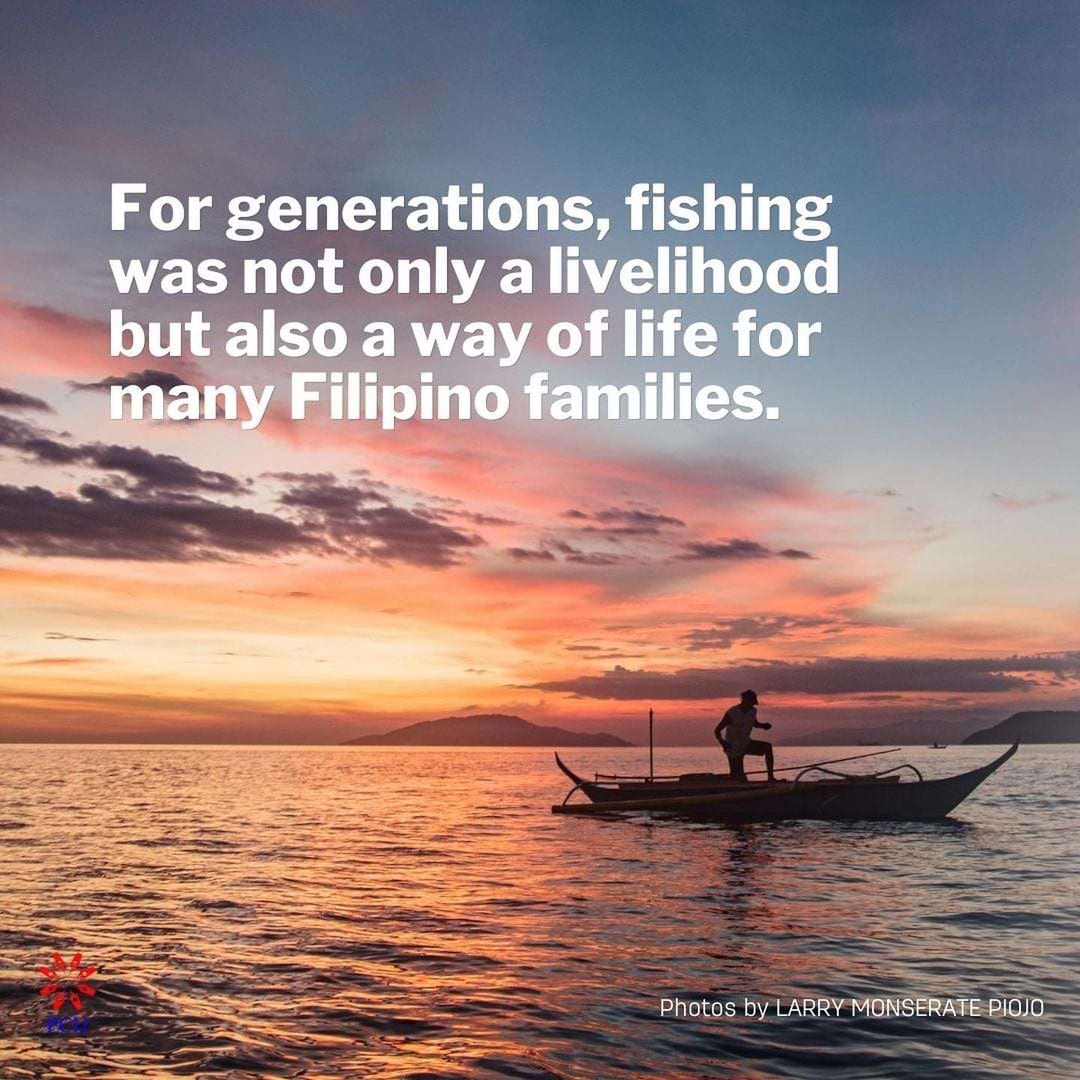 For generations, fishing
was not only a livelihood
but also a way of life for
many Filipino families.
Photos by LARRY MONSERATE PIOJO
PCIJ